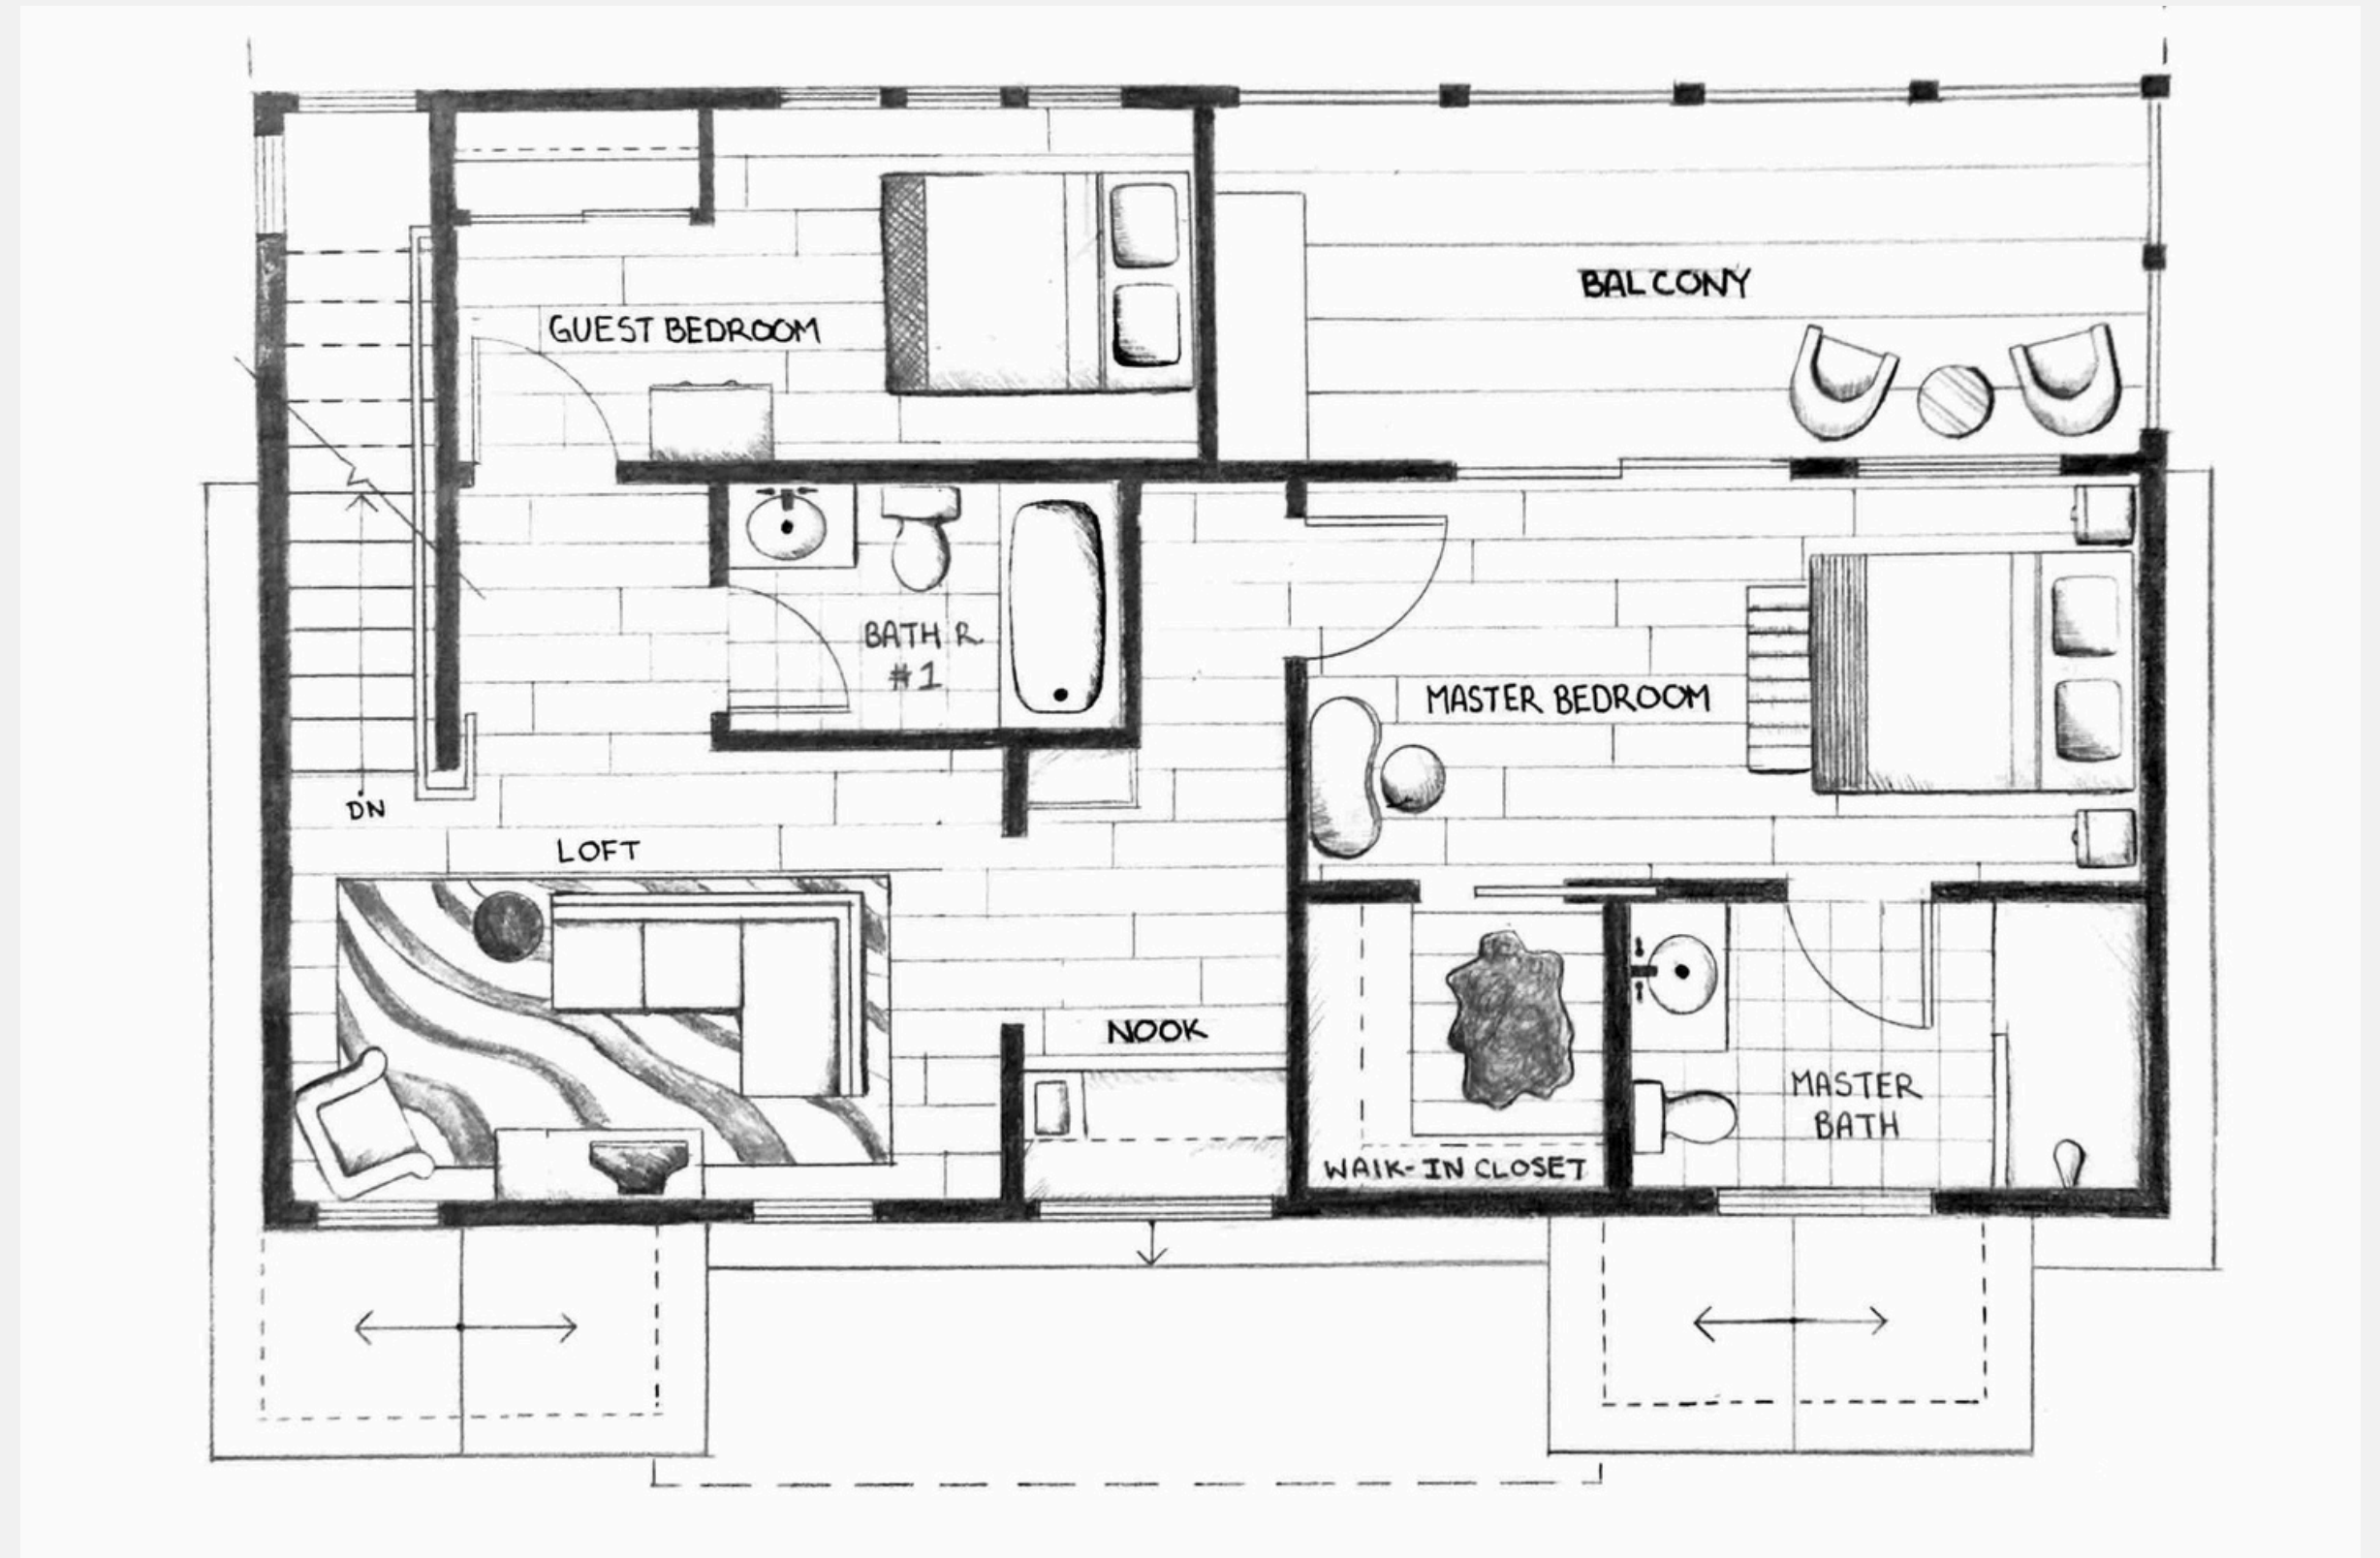 BALCONY
GUEST BEDROOM
BATH R
#1
MASTER BEDROOM
DN
LOFT
NOOK
MASTER
BATH
WAIK-IN CLOSET